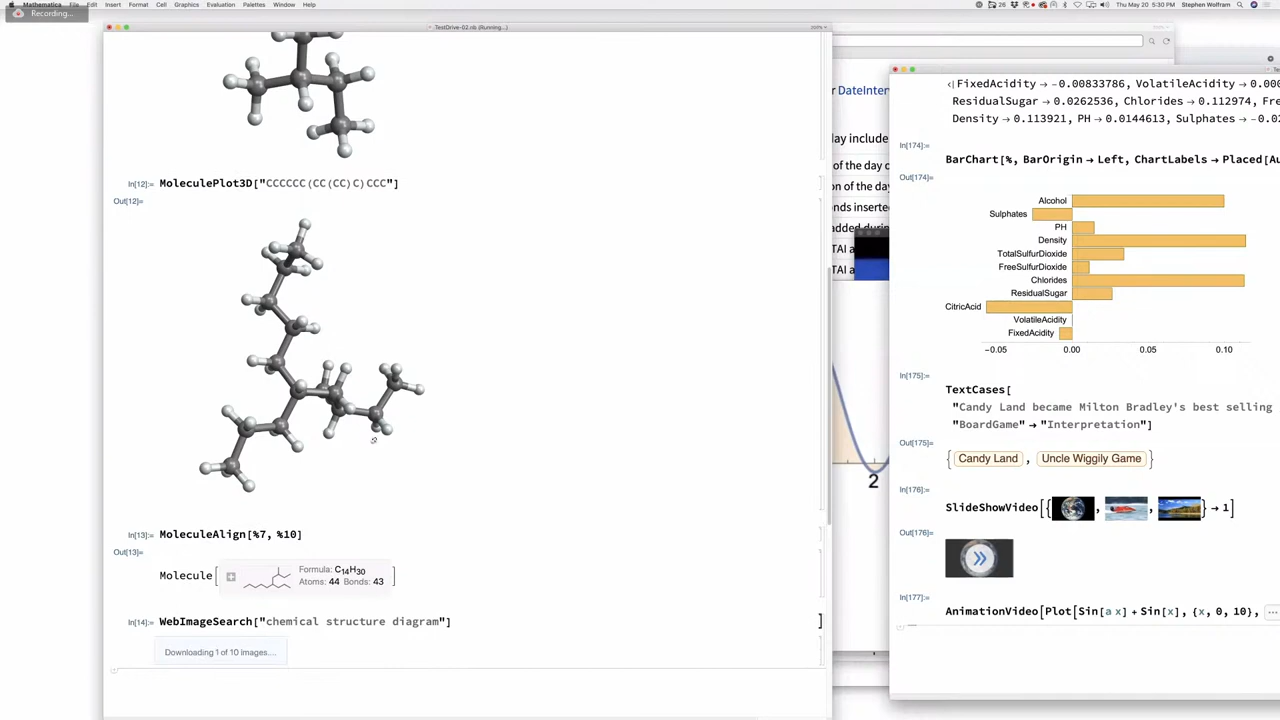 Mathematica File Edit Cell Graphics Evaluation Palettes Window Help
26 Thu May 20 5:30 PM Stephen Wolfram
Recording...
TestDrive-02.nb (Running...)
In[12]:= MoleculePlot3D["CCCCCC(CC(CC)C)CCC"]
Out[12]=
In[13]:= MoleculeAlign[%7, %10]
Out[13]=
Molecule[ Formula: C14H30
Atoms: 44 Bonds: 43 ]
In[14]:= WebImageSearch["chemical structure diagram"]
Downloading 1 of 10 images....
DateInter
day include
of the day o
on of the day
nds inserte
added durin
TAI a
TAI a
2
<|FixedAcidity → -0.00833786, VolatileAcidity → 0.000
ResidualSugar → 0.0262536, Chlorides → 0.112974, Fre
Density → 0.113921, PH → 0.0144613, Sulphates → -0.02
In[174]:=
BarChart[%, BarOrigin → Left, ChartLabels → Placed[Au
Out[174]=
Alcohol
Sulphates
PH
Density
TotalSulfurDioxide
FreeSulfurDioxide
Chlorides
ResidualSugar
CitricAcid
VolatileAcidity
FixedAcidity
-0.05 0.00 0.05 0.10
In[175]:=
TextCases[
"Candy Land became Milton Bradley's best selling
"BoardGame" → "Interpretation"]
Out[175]=
{ Candy Land , Uncle Wiggily Game }
In[176]:=
SlideShowVideo[{ , , } → 1]
Out[176]=
In[177]:=
AnimationVideo[Plot[Sin[a x] + Sin[x], {x, 0, 10},